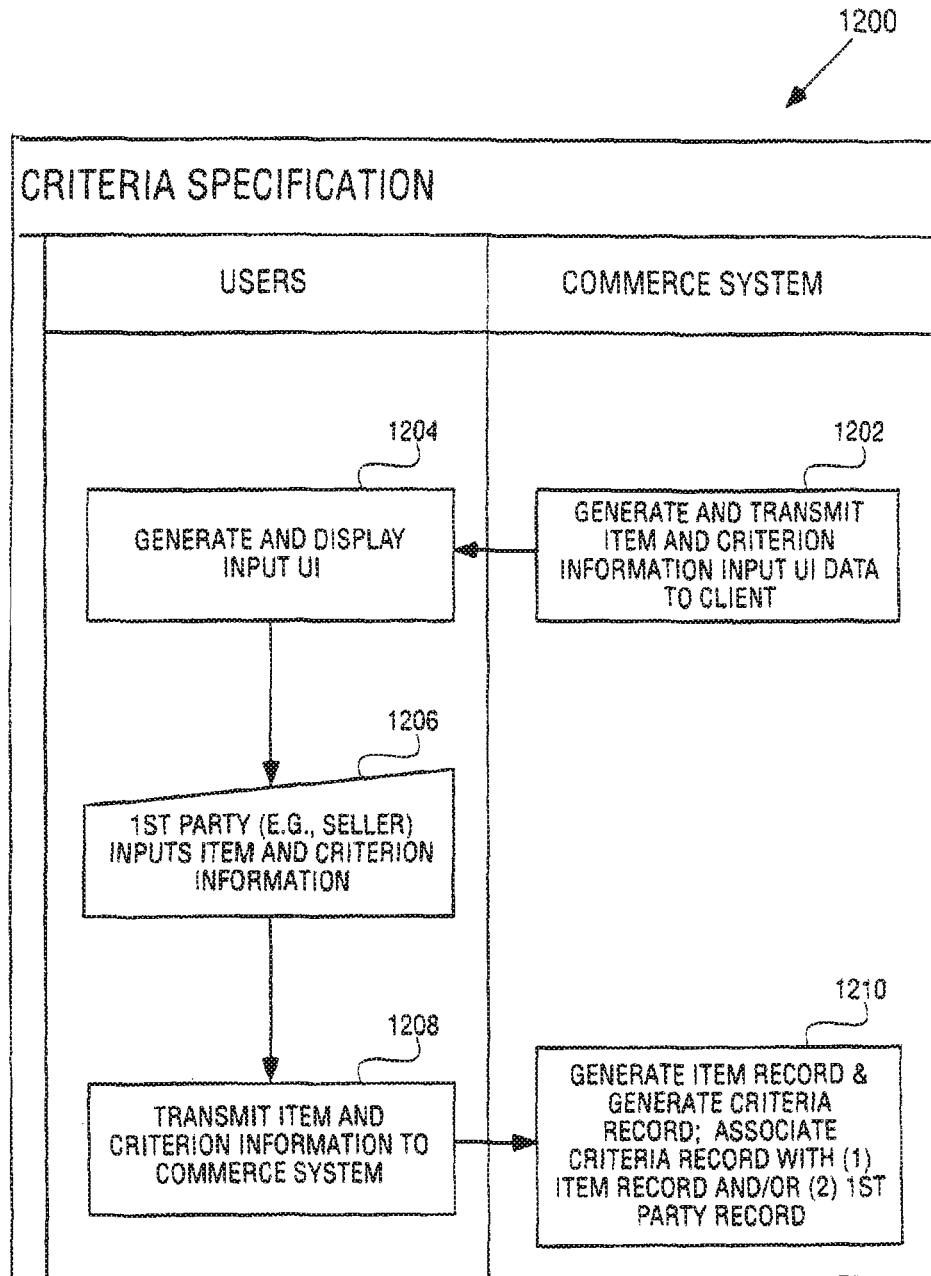 1200
CRITERIA SPECIFICATION
USERS
COMMERCE SYSTEM
1204
GENERATE AND DISPLAY
INPUT UI
1202
GENERATE AND TRANSMIT
ITEM AND CRITERION
INFORMATION INPUT UI DATA
TO CLIENT
1206
1ST PARTY (E.G., SELLER)
INPUTS ITEM AND CRITERION
INFORMATION
1208
TRANSMIT ITEM AND
CRITERION INFORMATION TO
COMMERCE SYSTEM
1210
GENERATE ITEM RECORD &
GENERATE CRITERIA
RECORD; ASSOCIATE
CRITERIA RECORD WITH (1)
ITEM RECORD AND/OR (2) 1ST
PARTY RECORD